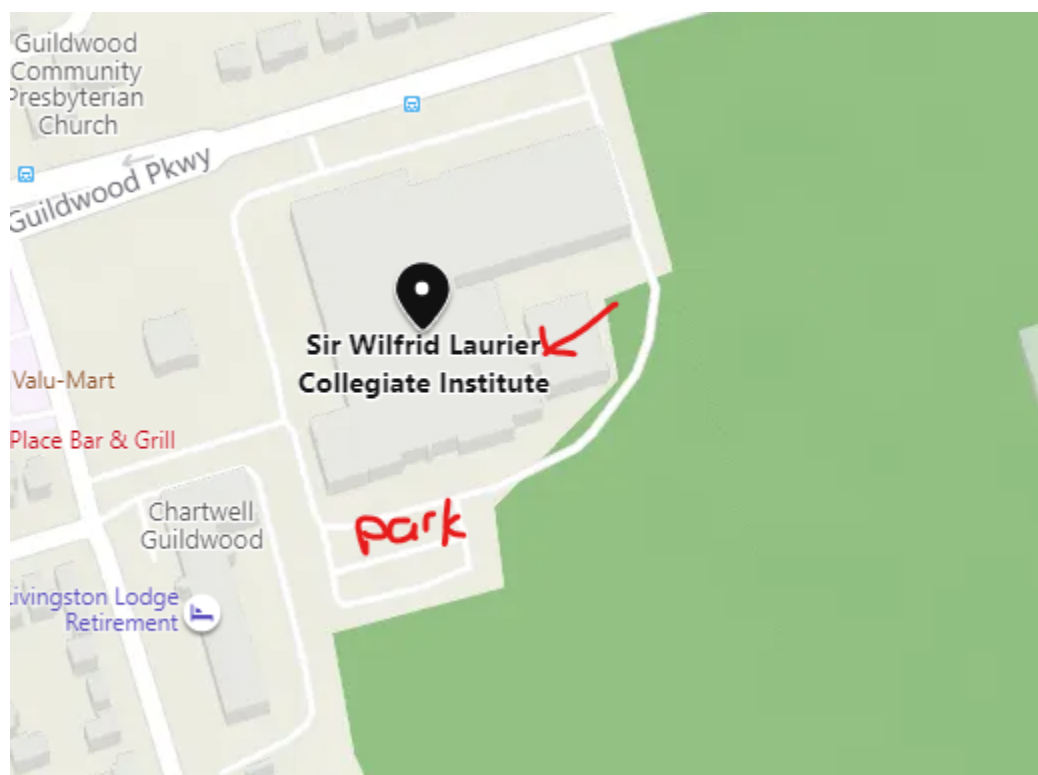 Guildwood
Community
Presbyterian
Church
Guildwood Pkwy
Sir Wilfrid Laurier
Collegiate Institute
Valu-Mart
Place Bar & Grill
Chartwell
Guildwood
park
Livingston Lodge
Retirement